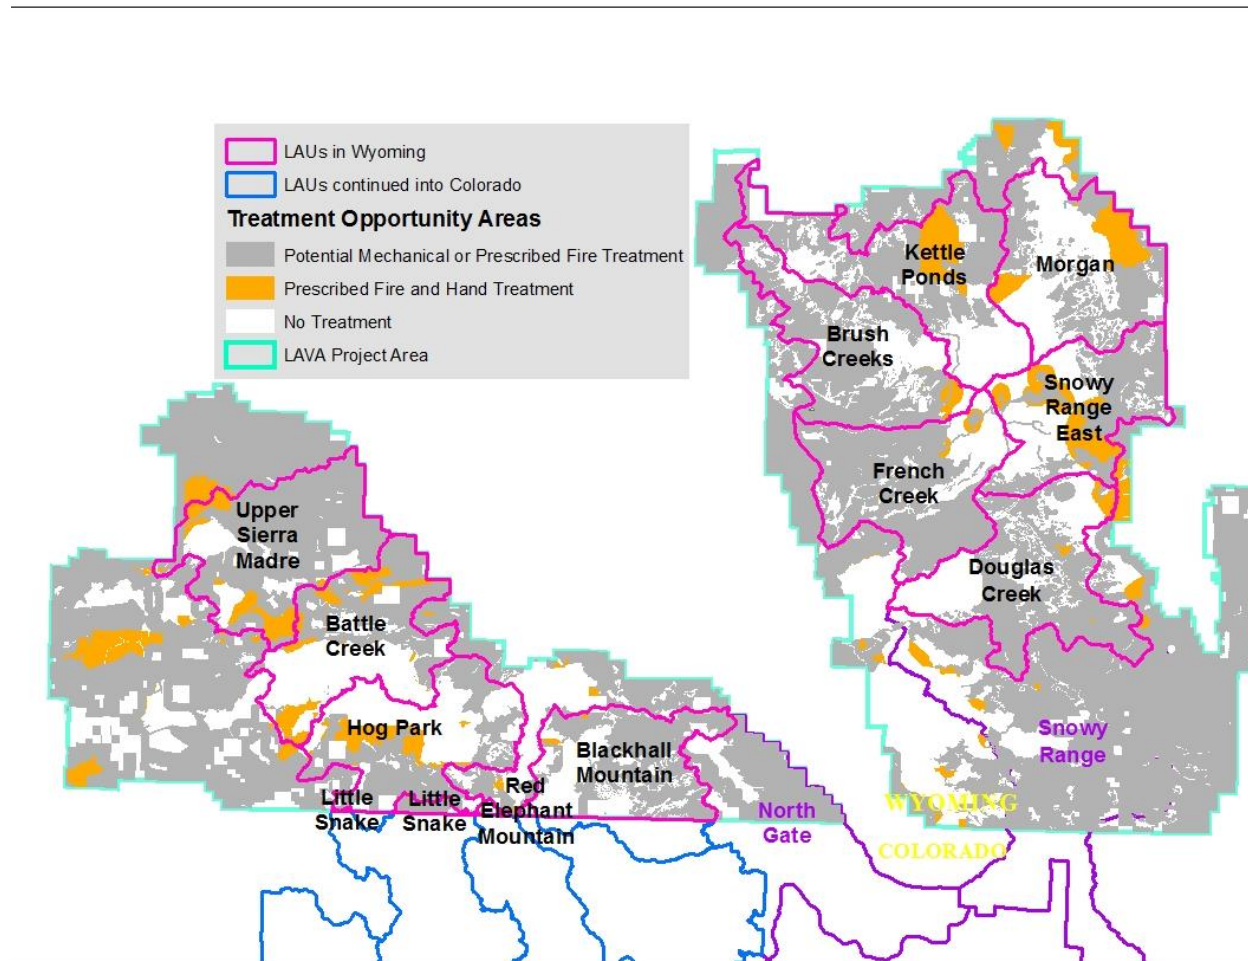 LAUs in Wyoming
LAUs continued into Colorado
Treatment Opportunity Areas
Potential Mechanical or Prescribed Fire Treatment
Prescribed Fire and Hand Treatment
No Treatment
LAVA Project Area
Kettle
Ponds
Morgan
Brush
Creeks
Snowy
Range
East
French
Creek
Douglas
Creek
Upper
Sierra
Madre
Battle
Creek
Hog Park
Blackhall
Mountain
Red
Elephant
Mountain
Little
Snake
Little
Snake
North
Gate
Snowy
Range
WYOMING
COLORADO